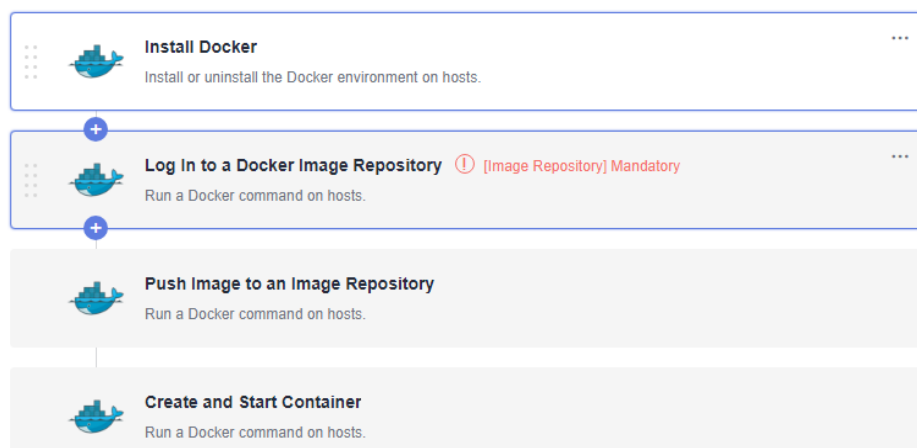 Install Docker
Install or uninstall the Docker environment on hosts.
Log In to a Docker Image Repository [Image Repository] Mandatory
Run a Docker command on hosts.
Push Image to an Image Repository
Run a Docker command on hosts.
Create and Start Container
Run a Docker command on hosts.